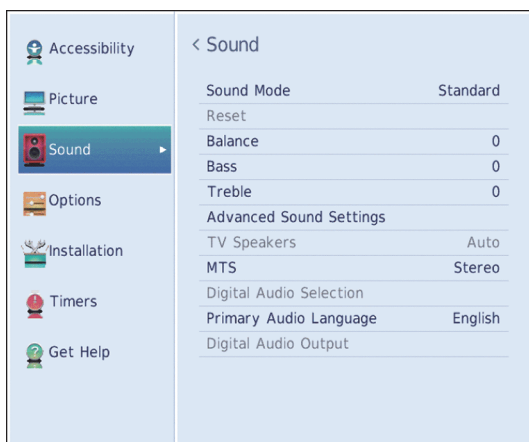 Accessibility
Picture
Sound
Options
Installation
Timers
Get Help
< Sound
Sound Mode Standard
Reset
Balance 0
Bass 0
Treble 0
Advanced Sound Settings
TV Speakers Auto
MTS Stereo
Digital Audio Selection
Primary Audio Language English
Digital Audio Output